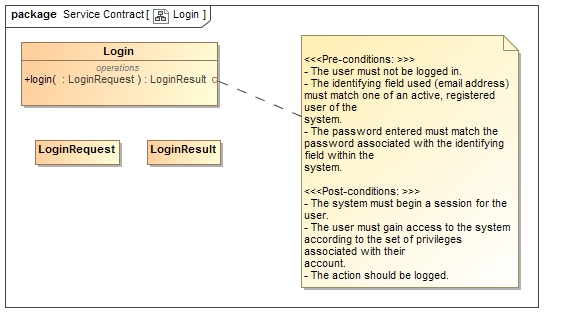 package Service Contract [ Login ]
Login
operations
+login( : LoginRequest ) : LoginResult
LoginRequest
LoginResult
<<<Pre-conditions: >>>
- The user must not be logged in.
- The identifying field used (email address)
must match one of an active, registered
user of the
system.
- The password entered must match the
password associated with the identifying
field within the
system.
<<<Post-conditions: >>>
- The system must begin a session for the
user.
- The user must gain access to the system
according to the set of privileges
associated with their
account.
- The action should be logged.